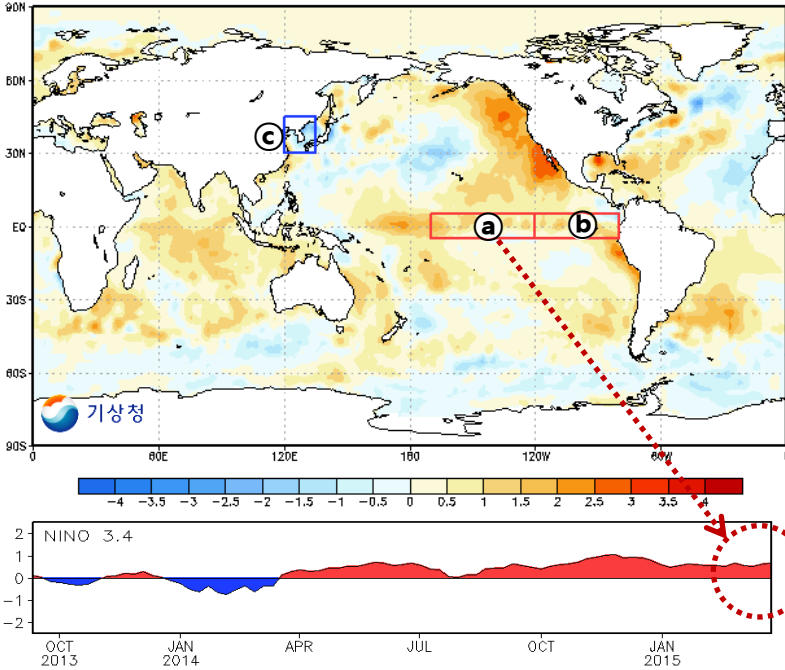 90N
60N
30N
EQ
30S
60S
90S
ⓒ
ⓐ
ⓑ
기상청
0 60E 120E 180 120W 60W 0
-4 -3.5 -3 -2.5 -2 -1.5 -1 -0.5 0 0.5 1 1.5 2 2.5 3 3.5 4
NINO 3.4
2
1
0
-1
-2
OCT JAN APR JUL OCT JAN
2013 2014 2015